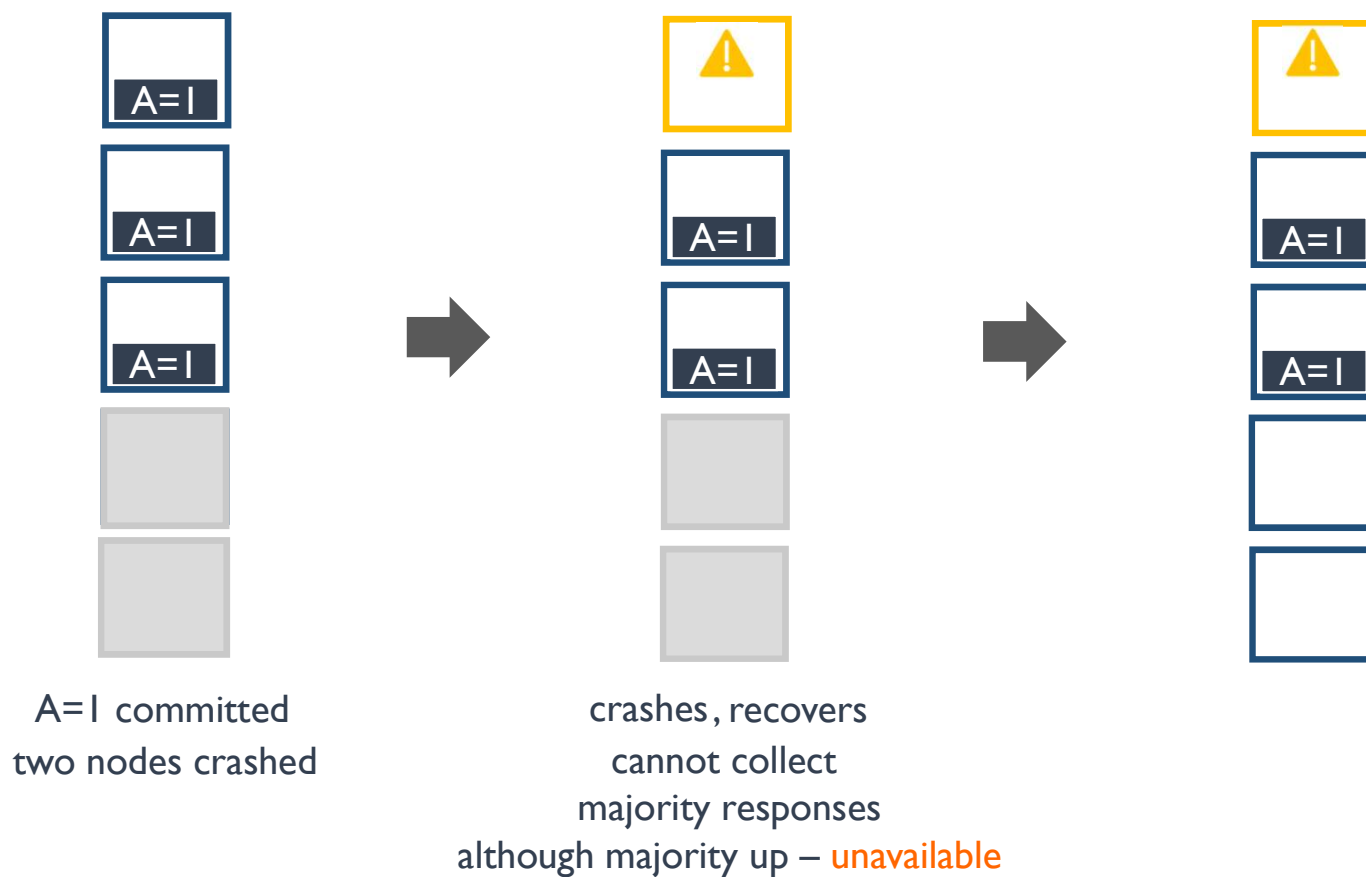 A=1
A=1
A=1
A=1
A=1
A=1
A=1
A=1 committed
two nodes crashed
crashes, recovers
cannot collect
majority responses
although majority up – unavailable